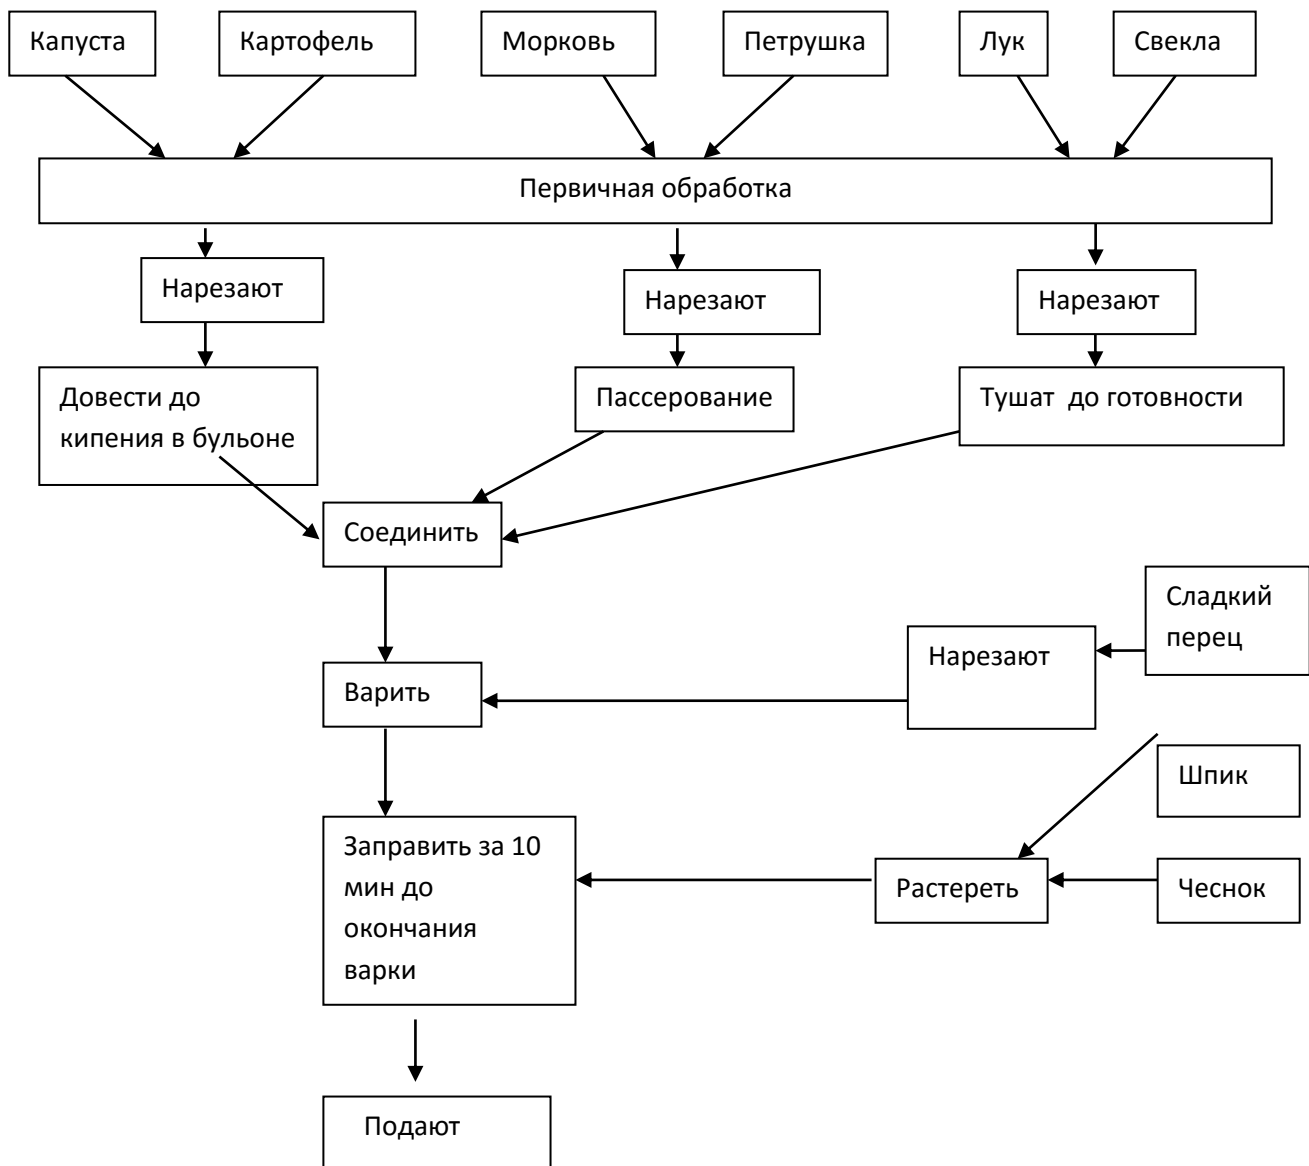 Капуста
Картофель
Морковь
Петрушка
Лук
Свекла
Первичная обработка
Нарезают
Нарезают
Нарезают
Довести до
кипения в бульоне
Пассерование
Тушат до готовности
Соединить
Сладкий
перец
Нарезают
Варить
Шпик
Заправить за 10
мин до
окончания
варки
Растереть
Чеснок
Подают